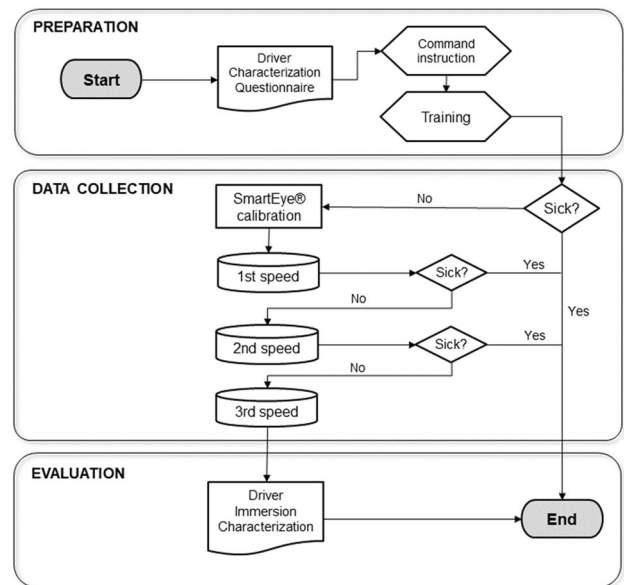 PREPARATION
Start
Driver
Characterization
Questionnaire
Command
instruction
Training
DATA COLLECTION
SmartEye®
calibration
No
Sick?
1st speed
Sick?
Yes
No
Yes
2nd speed
Sick?
Yes
No
3rd speed
EVALUATION
Driver
Immersion
Characterization
End